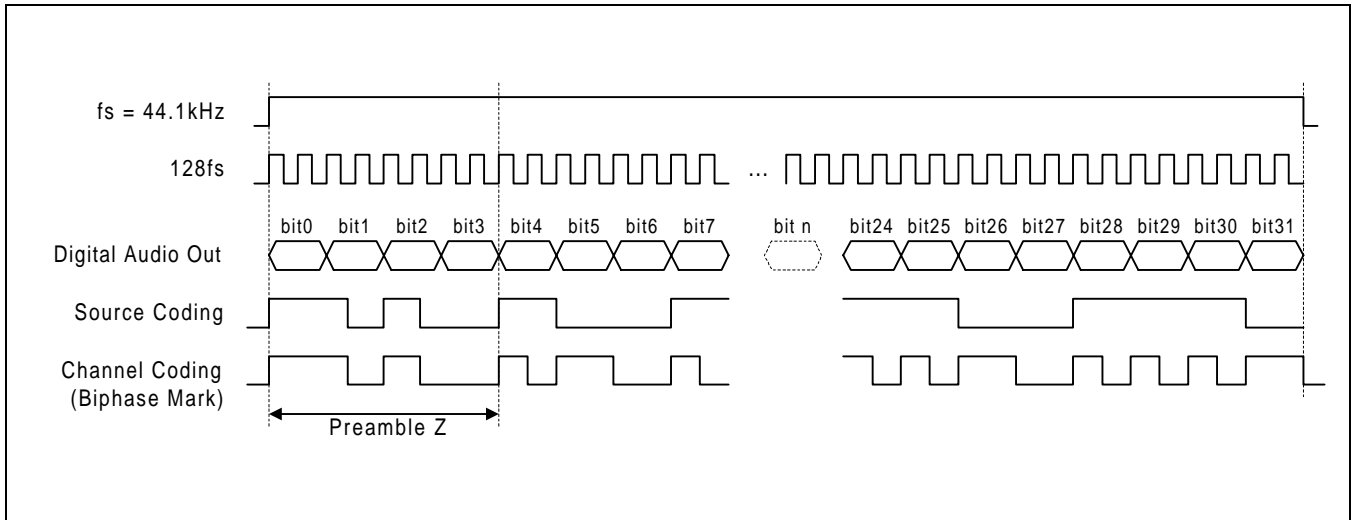 fs = 44.1kHz
128fs
...
bit0 bit1 bit2 bit3 bit4 bit5 bit6 bit7 bit n bit24 bit25 bit26 bit27 bit28 bit29 bit30 bit31
Digital Audio Out
Source Coding
Channel Coding
(Biphase Mark)
Preamble Z